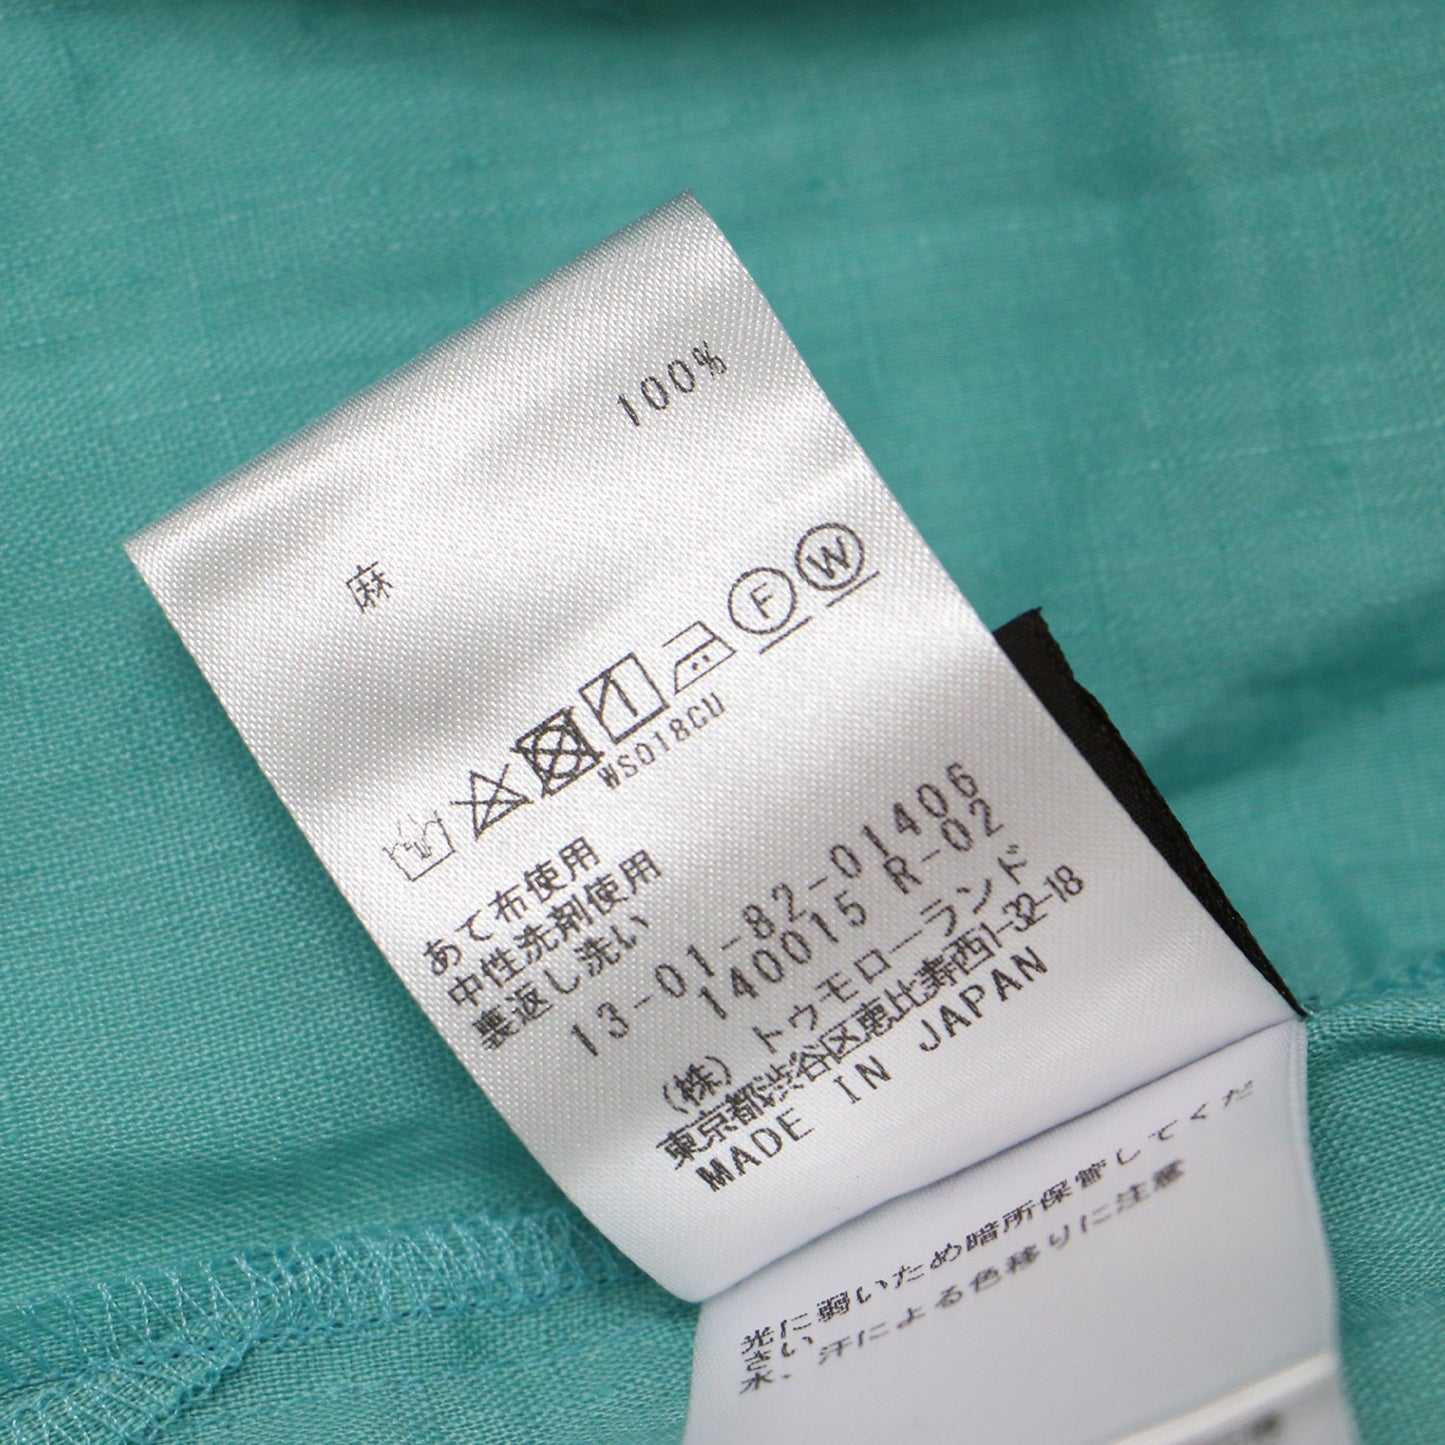 麻 100%
F W
WS018CU
あて布使用
中性洗剤使用
裏返し洗い
13-01-82-01406
140015 R-02
(株) トゥモローランド
東京都渋谷区恵比寿西1-32-18
MADE IN JAPAN
光に弱いため暗所保管してくだ
さい
水、汗による色移りに注意